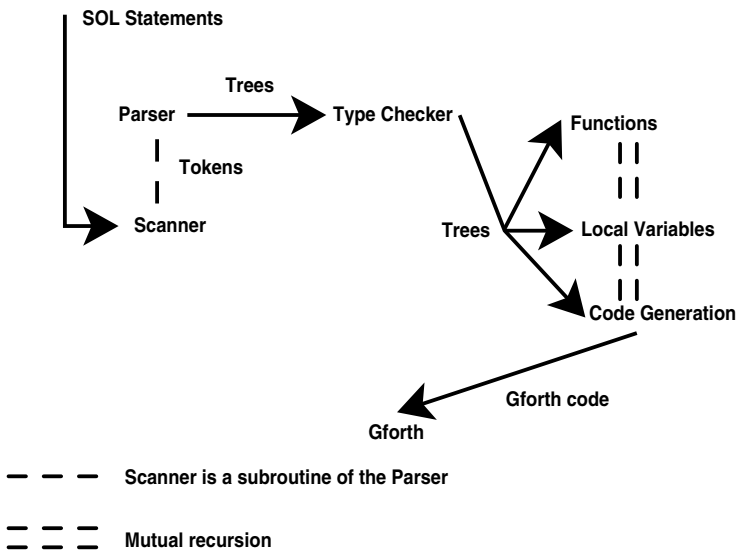 SOL Statements
Trees
Parser
Type Checker
Functions
Tokens
Scanner
Trees
Local Variables
Code Generation
Gforth code
Gforth
Scanner is a subroutine of the Parser
Mutual recursion